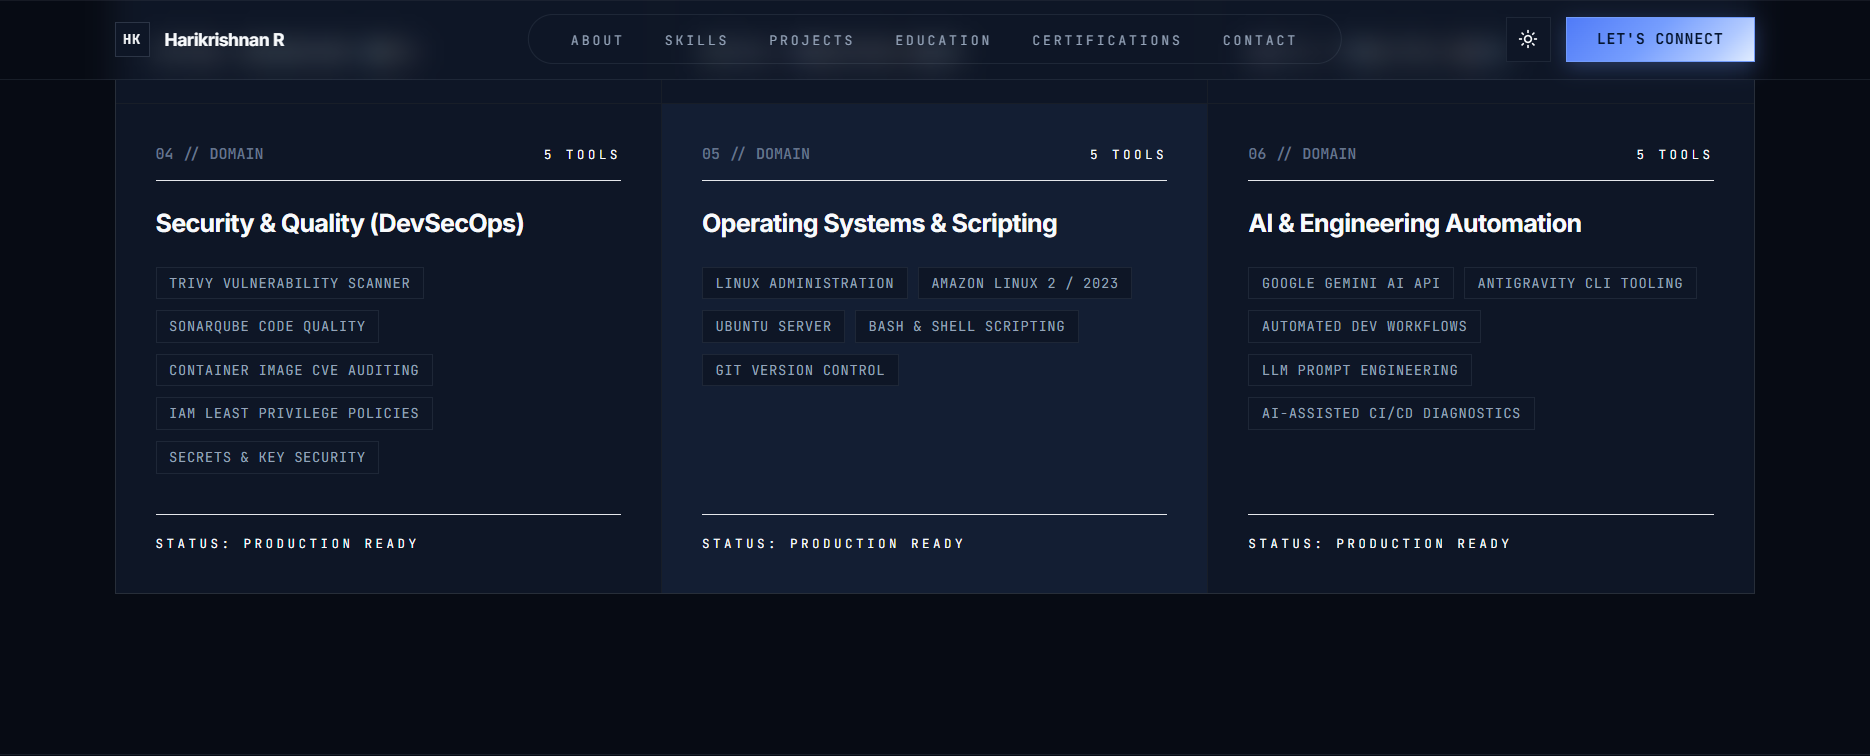 HK Harikrishnan R ABOUT SKILLS PROJECTS EDUCATION CERTIFICATIONS CONTACT LET'S CONNECT
04 // DOMAIN 5 TOOLS
Security & Quality (DevSecOps)
TRIVY VULNERABILITY SCANNER
SONARQUBE CODE QUALITY
CONTAINER IMAGE CVE AUDITING
IAM LEAST PRIVILEGE POLICIES
SECRETS & KEY SECURITY
STATUS: PRODUCTION READY
05 // DOMAIN 5 TOOLS
Operating Systems & Scripting
LINUX ADMINISTRATION AMAZON LINUX 2 / 2023
UBUNTU SERVER BASH & SHELL SCRIPTING
GIT VERSION CONTROL
STATUS: PRODUCTION READY
06 // DOMAIN 5 TOOLS
AI & Engineering Automation
GOOGLE GEMINI AI API ANTIGRAVITY CLI TOOLING
AUTOMATED DEV WORKFLOWS
LLM PROMPT ENGINEERING
AI-ASSISTED CI/CD DIAGNOSTICS
STATUS: PRODUCTION READY